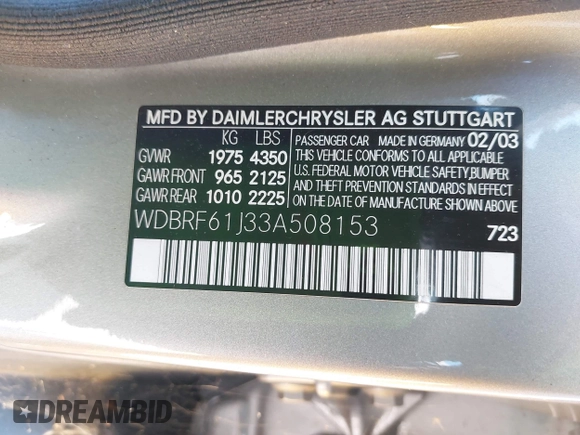 MFD BY DAIMLERCHRYSLER AG STUTTGART
KG LBS
GVWR 1975 4350
GAWR FRONT 965 2125
GAWR REAR 1010 2225
PASSENGER CAR MADE IN GERMANY 02/03
THIS VEHICLE CONFORMS TO ALL APPLICABLE
U.S. FEDERAL MOTOR VEHICLE SAFETY,BUMPER
AND THEFT PREVENTION STANDARDS IN EFFECT
ON THE DATE OF MANUFACTURE SHOWN ABOVE.
WDBRF61J33A508153
723
DREAMBID